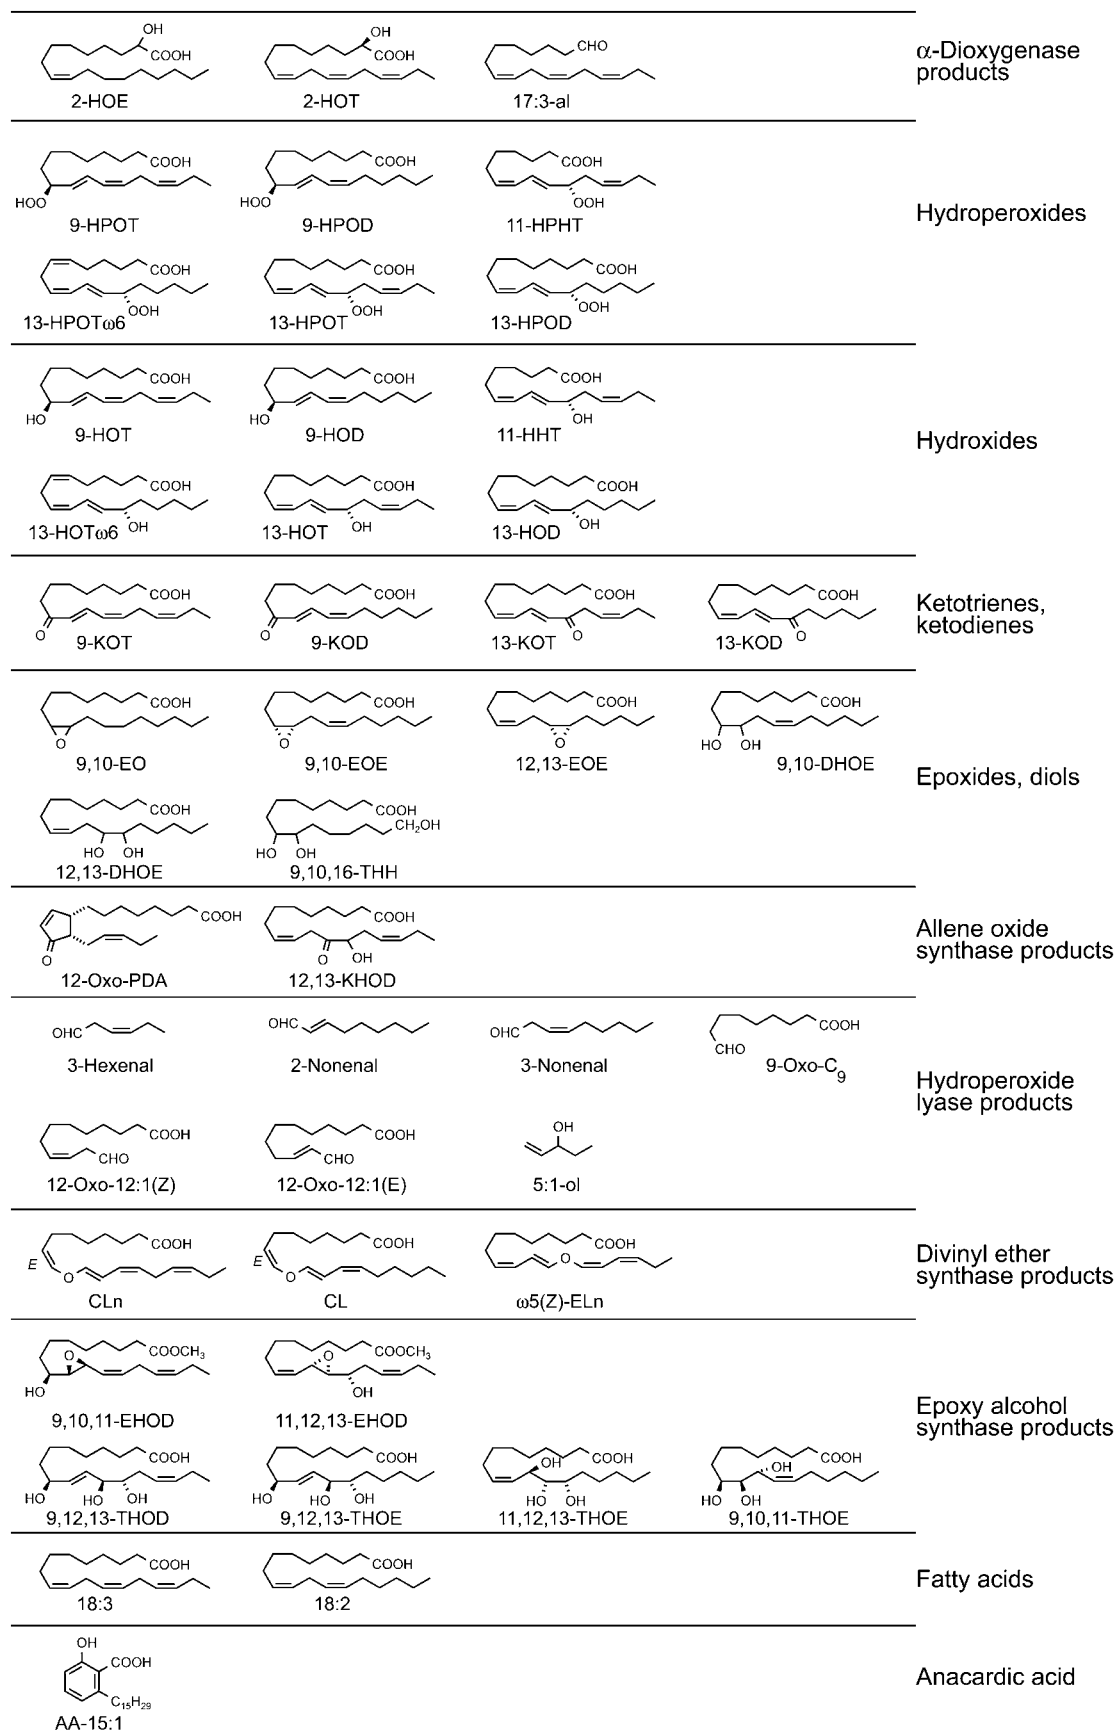 OH
COOH
2-HOE
OH
COOH
2-HOT
CHO
17:3-al
α-Dioxygenase
products
COOH
HOO
9-HPOT
COOH
HOO
9-HPOD
COOH
OOH
11-HPHT
Hydroperoxides
COOH
OOH
13-HPOTω6
COOH
OOH
13-HPOT
COOH
OOH
13-HPOD
COOH
HO
9-HOT
COOH
HO
9-HOD
COOH
OH
11-HHT
Hydroxides
COOH
OH
13-HOTω6
COOH
OH
13-HOT
COOH
OH
13-HOD
COOH
O
9-KOT
COOH
O
9-KOD
COOH
O
13-KOT
COOH
O
13-KOD
Ketotrienes,
ketodienes
COOH
O
9,10-EO
COOH
O
9,10-EOE
COOH
O
12,13-EOE
COOH
HO OH
9,10-DHOE
Epoxides, diols
COOH
HO OH
12,13-DHOE
COOH
CH2OH
HO OH
9,10,16-THH
COOH
O
12-Oxo-PDA
COOH
O OH
12,13-KHOD
Allene oxide
synthase products
OHC
3-Hexenal
OHC
2-Nonenal
OHC
3-Nonenal
COOH
CHO
9-Oxo-C9
Hydroperoxide
lyase products
COOH
CHO
12-Oxo-12:1(Z)
COOH
CHO
12-Oxo-12:1(E)
OH
5:1-ol
COOH
E
O
CLn
COOH
E
O
CL
COOH
O
ω5(Z)-ELn
Divinyl ether
synthase products
COOCH3
O
HO
9,10,11-EHOD
COOCH3
O
OH
11,12,13-EHOD
Epoxy alcohol
synthase products
COOH
HO HO OH
9,12,13-THOD
COOH
HO HO OH
9,12,13-THOE
COOH
OH
HO OH
11,12,13-THOE
COOH
OH
HO OH
9,10,11-THOE
COOH
18:3
COOH
18:2
Fatty acids
OH
COOH
C15H29
AA-15:1
Anacardic acid